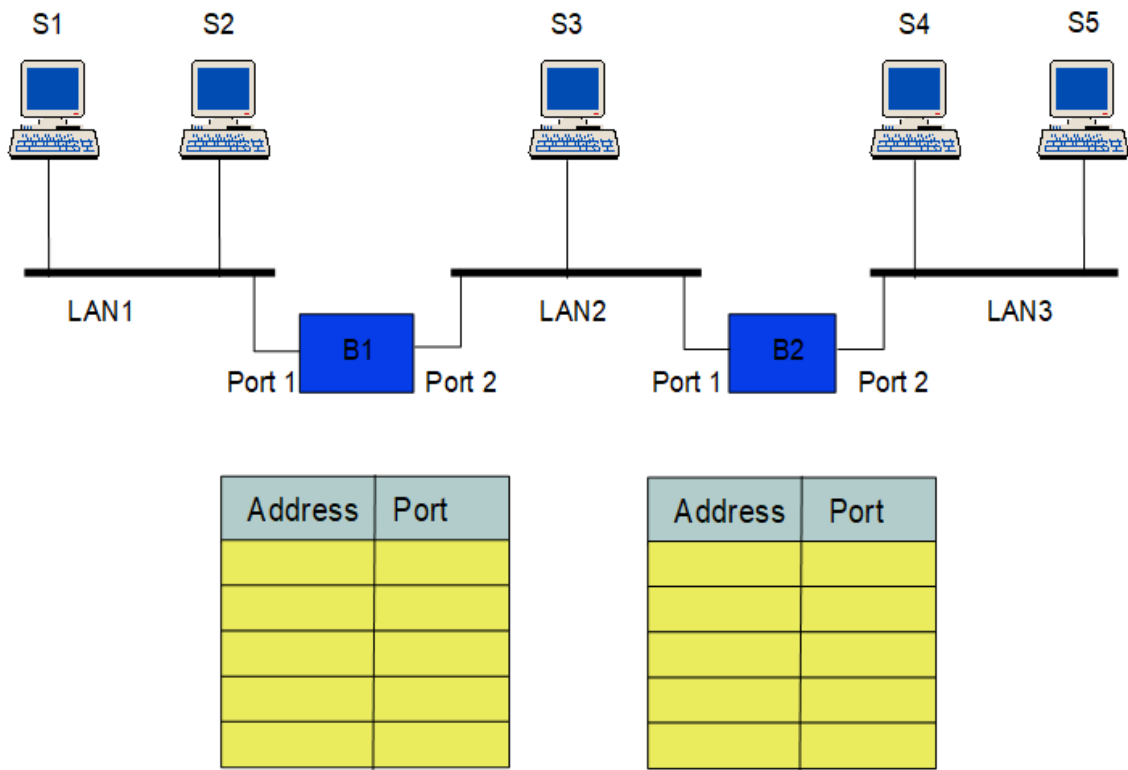 S1 S2 S3 S4 S5
LAN1 LAN2 LAN3
B1 B2
Port 1 Port 2 Port 1 Port 2
Address Port Address Port